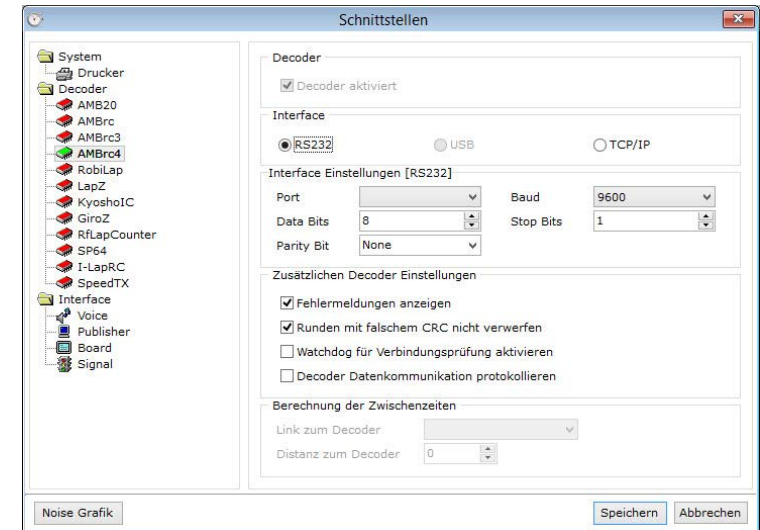 Schnittstellen
System
Drucker
Decoder
AMB20
AMBrc
AMBrc3
AMBrc4
RobiLap
LapZ
KyoshoIC
GiroZ
RfLapCounter
SP64
I-LapRC
SpeedTX
Interface
Voice
Publisher
Board
Signal
Decoder
Decoder aktiviert
Interface
RS232 USB TCP/IP
Interface Einstellungen [RS232]
Port Baud 9600
Data Bits 8 Stop Bits 1
Parity Bit None
Zusätzlichen Decoder Einstellungen
Fehlermeldungen anzeigen
Runden mit falschem CRC nicht verwerfen
Watchdog für Verbindungsprüfung aktivieren
Decoder Datenkommunikation protokollieren
Berechnung der Zwischenzeiten
Link zum Decoder
Distanz zum Decoder 0
Noise Grafik Speichern Abbrechen